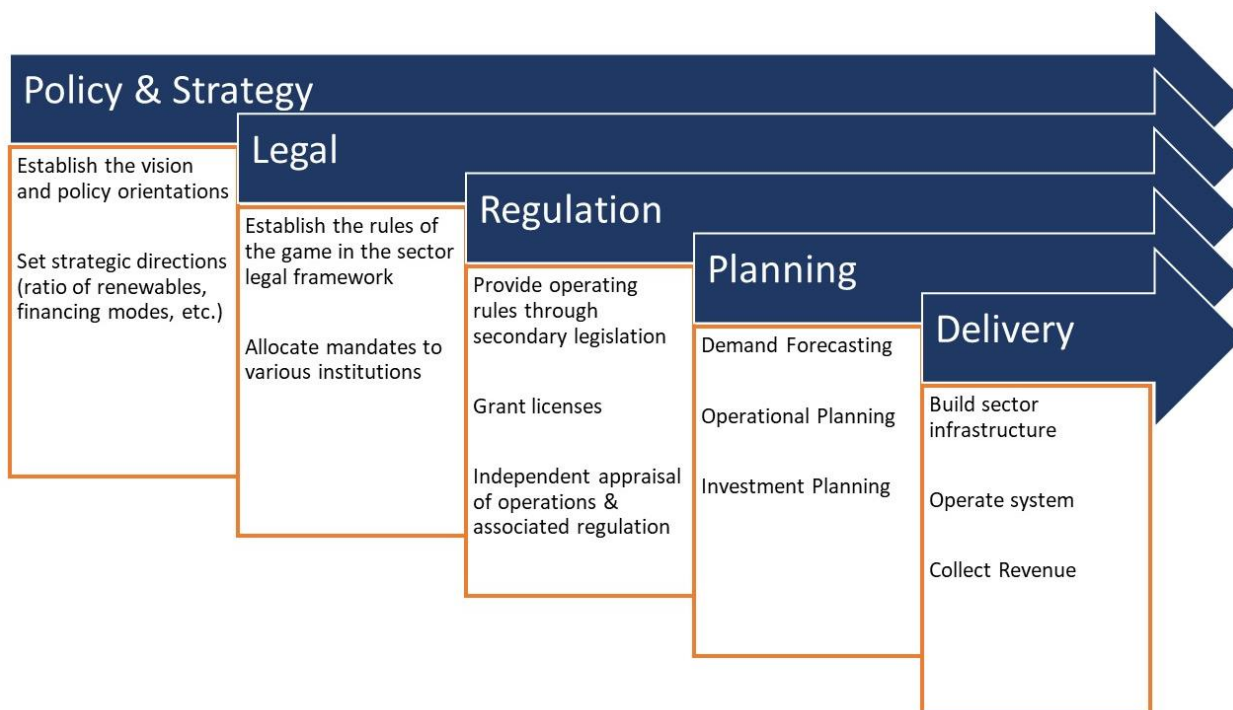 Policy & Strategy
Establish the vision
and policy orientations
Set strategic directions
(ratio of renewables,
financing modes, etc.)
Legal
Establish the rules of
the game in the sector
legal framework
Allocate mandates to
various institutions
Regulation
Provide operating
rules through
secondary legislation
Grant licenses
Independent appraisal
of operations &
associated regulation
Planning
Demand Forecasting
Operational Planning
Investment Planning
Delivery
Build sector
infrastructure
Operate system
Collect Revenue